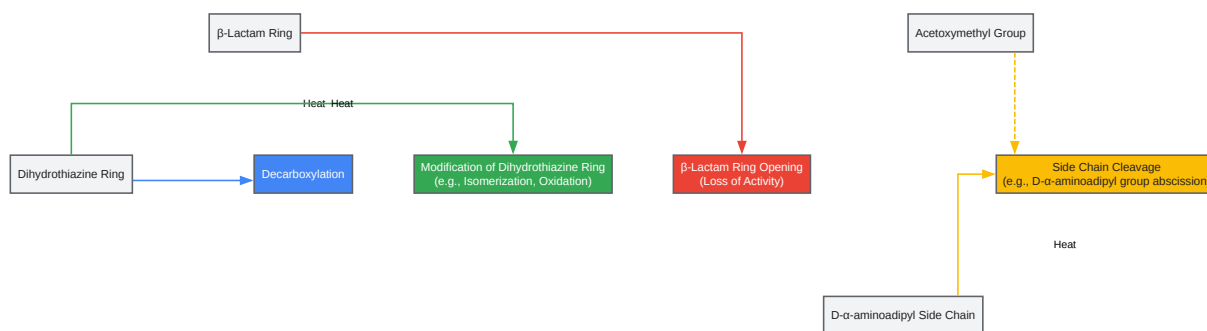 β-Lactam Ring
Acetoxymethyl Group
Heat Heat
Dihydrothiazine Ring
Decarboxylation
Modification of Dihydrothiazine Ring
(e.g., Isomerization, Oxidation)
β-Lactam Ring Opening
(Loss of Activity)
Side Chain Cleavage
(e.g., D-α-aminoadipyl group abscission
Heat
D-α-aminoadipyl Side Chain